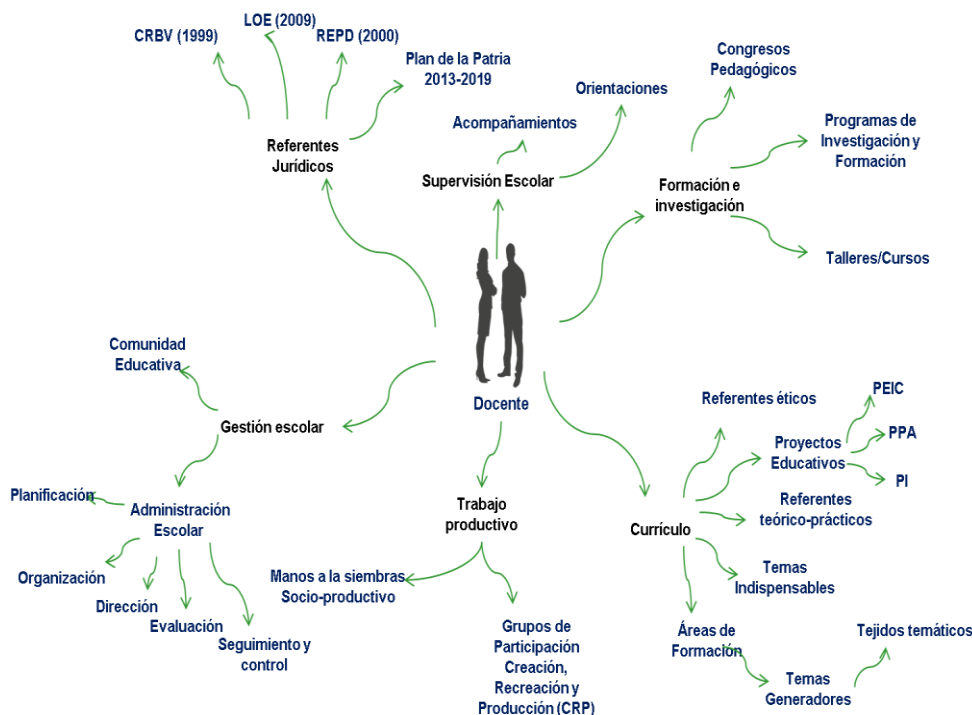 LOE (2009)
CRBV (1999)
REPD (2000)
Plan de la Patria
2013-2019
Referentes
Jurídicos
Acompañamientos
Orientaciones
Supervisión Escolar
Congresos
Pedagógicos
Programas de
Investigación y
Formación
Formación e
investigación
Talleres/Cursos
Docente
Comunidad
Educativa
Gestión escolar
Planificación
Administración
Escolar
Organización
Dirección
Evaluación
Seguimiento y
control
Trabajo
productivo
Manos a la siembras
Socio-productivo
Grupos de
Participación
Creación,
Recreación y
Producción (CRP)
Currículo
Referentes éticos
Proyectos
Educativos
PEIC
PPA
PI
Referentes
teórico-prácticos
Temas
Indispensables
Áreas de
Formación
Temas
Generadores
Tejidos temáticos